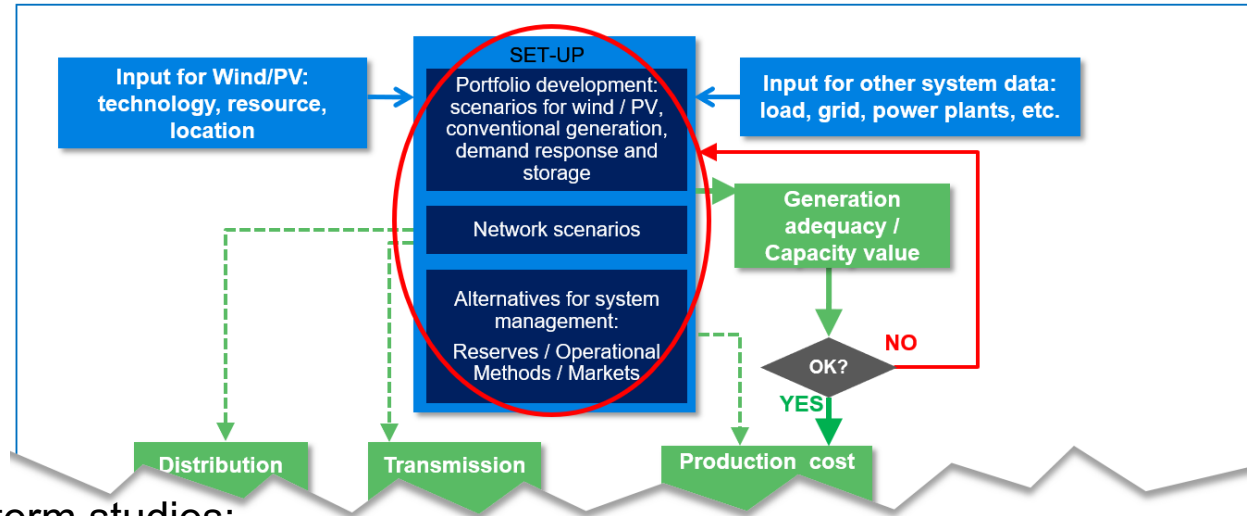 SET-UP
Input for Wind/PV:
technology, resource,
location
Portfolio development:
scenarios for wind / PV,
conventional generation,
demand response and
storage
Input for other system data:
load, grid, power plants, etc.
Network scenarios
Generation
adequacy /
Capacity value
Alternatives for system
management:
Reserves / Operational
Methods / Markets
OK?
NO
YES
Distribution
Transmission
Production cost
term studies: